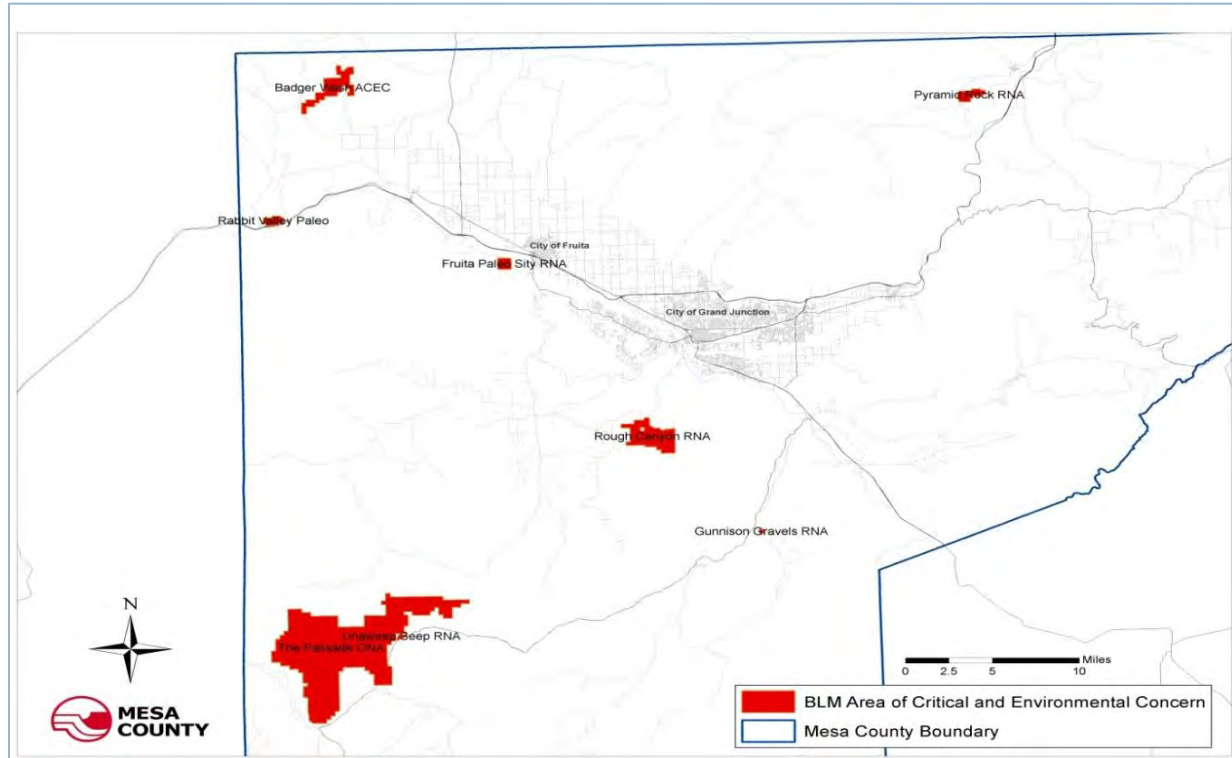 Badger Wash ACEC
Pyramid Rock RNA
Rabbit Valley Paleo
City of Fruita
Fruita Paleo Sity RNA
City of Grand Junction
Rough Canyon RNA
Gunnison Gravels RNA
N
Unaweep Seep RNA
The Palisade ONA
0 2.5 5 10 Miles
MESA
COUNTY
BLM Area of Critical and Environmental Concern
Mesa County Boundary